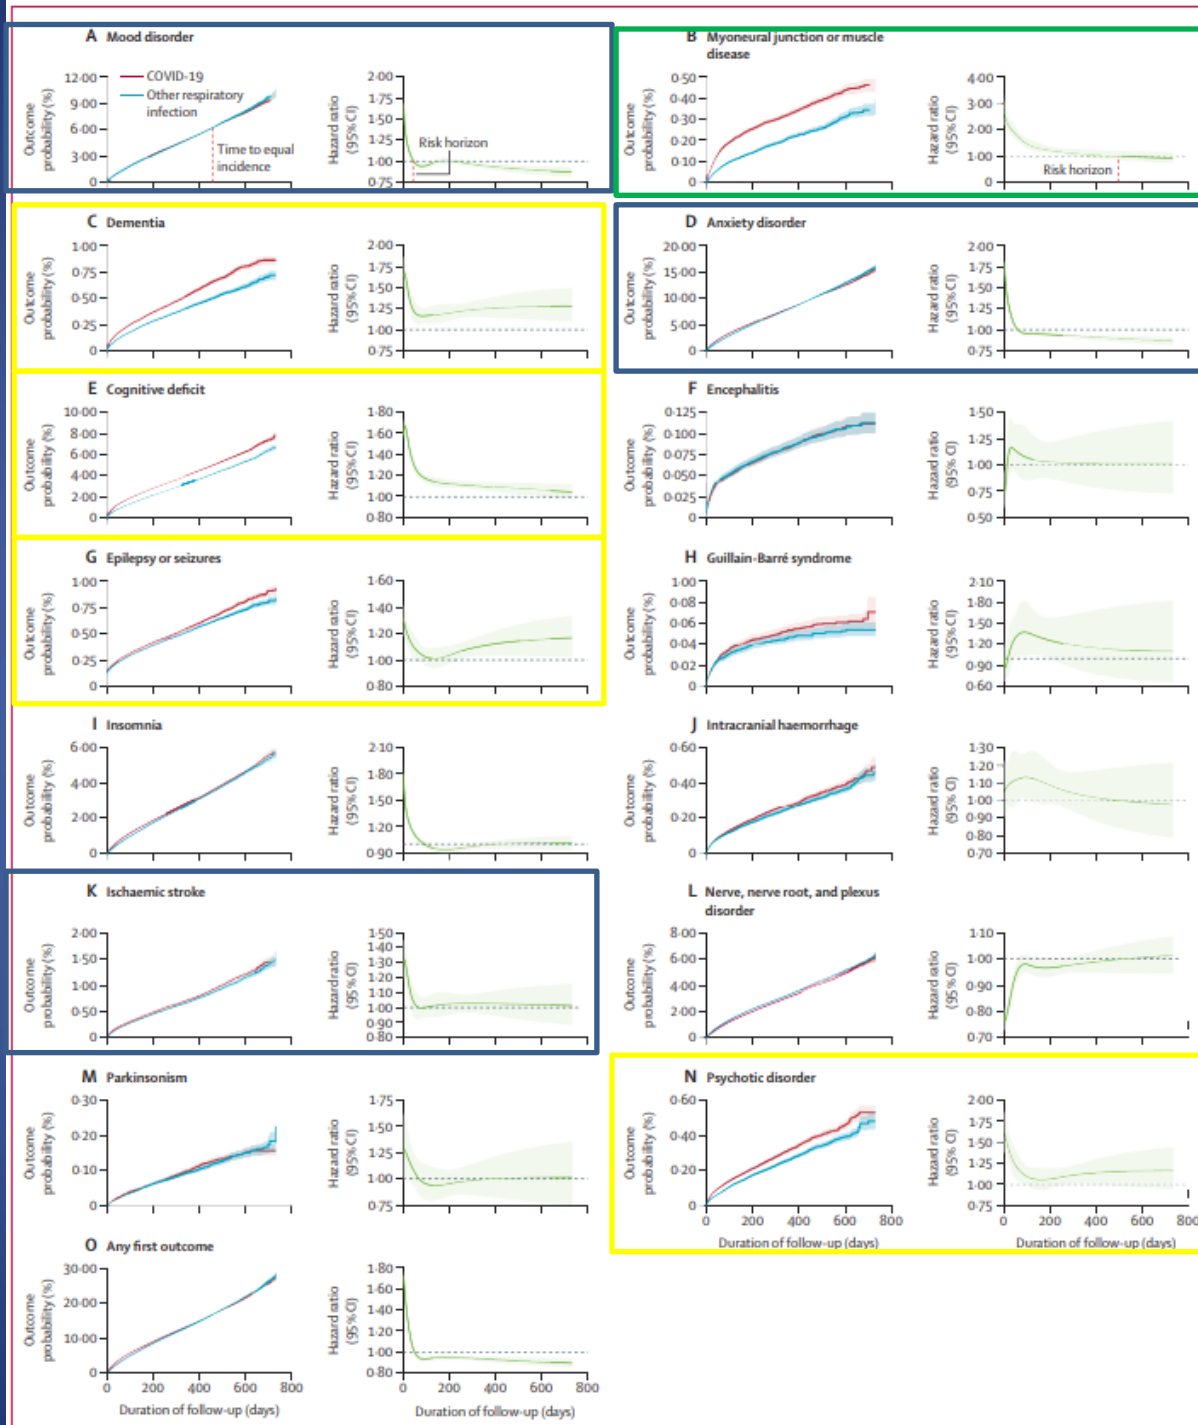 A Mood disorder
Outcome probability (%)
12·00
9·00
6·00
3·00
0
COVID-19
Other respiratory
infection
Time to equal
incidence
Hazard ratio (95% CI)
2·00
1·75
1·50
1·25
1·00
0·75
Risk horizon
B Myoneural junction or muscle
disease
Outcome probability (%)
0·50
0·40
0·30
0·20
0·10
0
Hazard ratio (95% CI)
4·00
3·00
2·00
1·00
0
Risk horizon
C Dementia
Outcome probability (%)
1·00
0·75
0·50
0·25
0
Hazard ratio (95% CI)
2·00
1·75
1·50
1·25
1·00
0·75
D Anxiety disorder
Outcome probability (%)
20·00
15·00
10·00
5·00
0
Hazard ratio (95% CI)
2·00
1·75
1·50
1·25
1·00
0·75
E Cognitive deficit
Outcome probability (%)
10·00
8·00
6·00
4·00
2·00
0
Hazard ratio (95% CI)
1·80
1·60
1·40
1·20
1·00
0·80
F Encephalitis
Outcome probability (%)
0·125
0·100
0·075
0·050
0·025
0
Hazard ratio (95% CI)
1·50
1·25
1·00
0·75
0·50
G Epilepsy or seizures
Outcome probability (%)
1·00
0·75
0·50
0·25
0
Hazard ratio (95% CI)
1·60
1·40
1·20
1·00
0·80
H Guillain-Barré syndrome
Outcome probability (%)
1·00
0·08
0·06
0·04
0·02
0
Hazard ratio (95% CI)
2·10
1·80
1·50
1·20
0·90
0·60
I Insomnia
Outcome probability (%)
6·00
4·00
2·00
0
Hazard ratio (95% CI)
2·10
1·80
1·50
1·20
0·90
J Intracranial haemorrhage
Outcome probability (%)
0·60
0·40
0·20
0
Hazard ratio (95% CI)
1·30
1·20
1·10
1·00
0·90
0·80
0·70
K Ischaemic stroke
Outcome probability (%)
2·00
1·50
1·00
0·50
0
Hazard ratio (95% CI)
1·50
1·40
1·30
1·20
1·10
1·00
0·90
0·80
L Nerve, nerve root, and plexus
disorder
Outcome probability (%)
8·00
6·00
4·00
2·00
0
Hazard ratio (95% CI)
1·10
1·00
0·90
0·80
0·70
M Parkinsonism
Outcome probability (%)
0·30
0·20
0·10
0
Hazard ratio (95% CI)
1·75
1·50
1·25
1·00
0·75
N Psychotic disorder
Outcome probability (%)
0·60
0·40
0·20
0
0 200 400 600 800
Duration of follow-up (days)
Hazard ratio (95% CI)
2·00
1·75
1·50
1·25
1·00
0·75
0 200 400 600 800
Duration of follow-up (days)
O Any first outcome
Outcome probability (%)
30·00
20·00
10·00
0
0 200 400 600 800
Duration of follow-up (days)
Hazard ratio (95% CI)
1·80
1·60
1·40
1·20
1·00
0·80
0 200 400 600 800
Duration of follow-up (days)